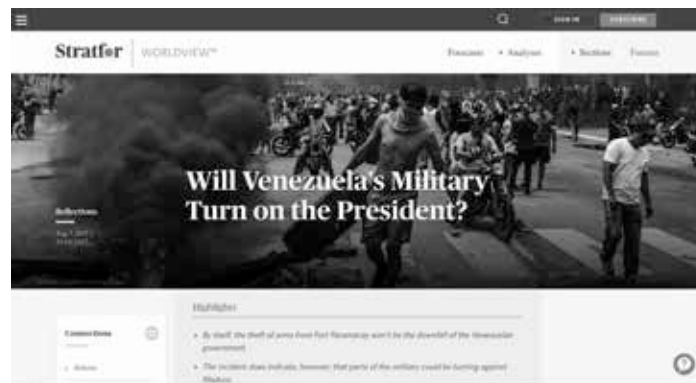 SIGN IN
SUBSCRIBE
Stratfor WORLDVIEW™
Forecasts • Analyses • Sections Forums
Will Venezuela's Military
Turn on the President?
Reflections
Highlights
Connections
• By itself, the theft of arms from Fort Paramacay won't be the downfall of the Venezuelan
government.
• The incident does indicate, however, that parts of the military could be turning against
Maduro.